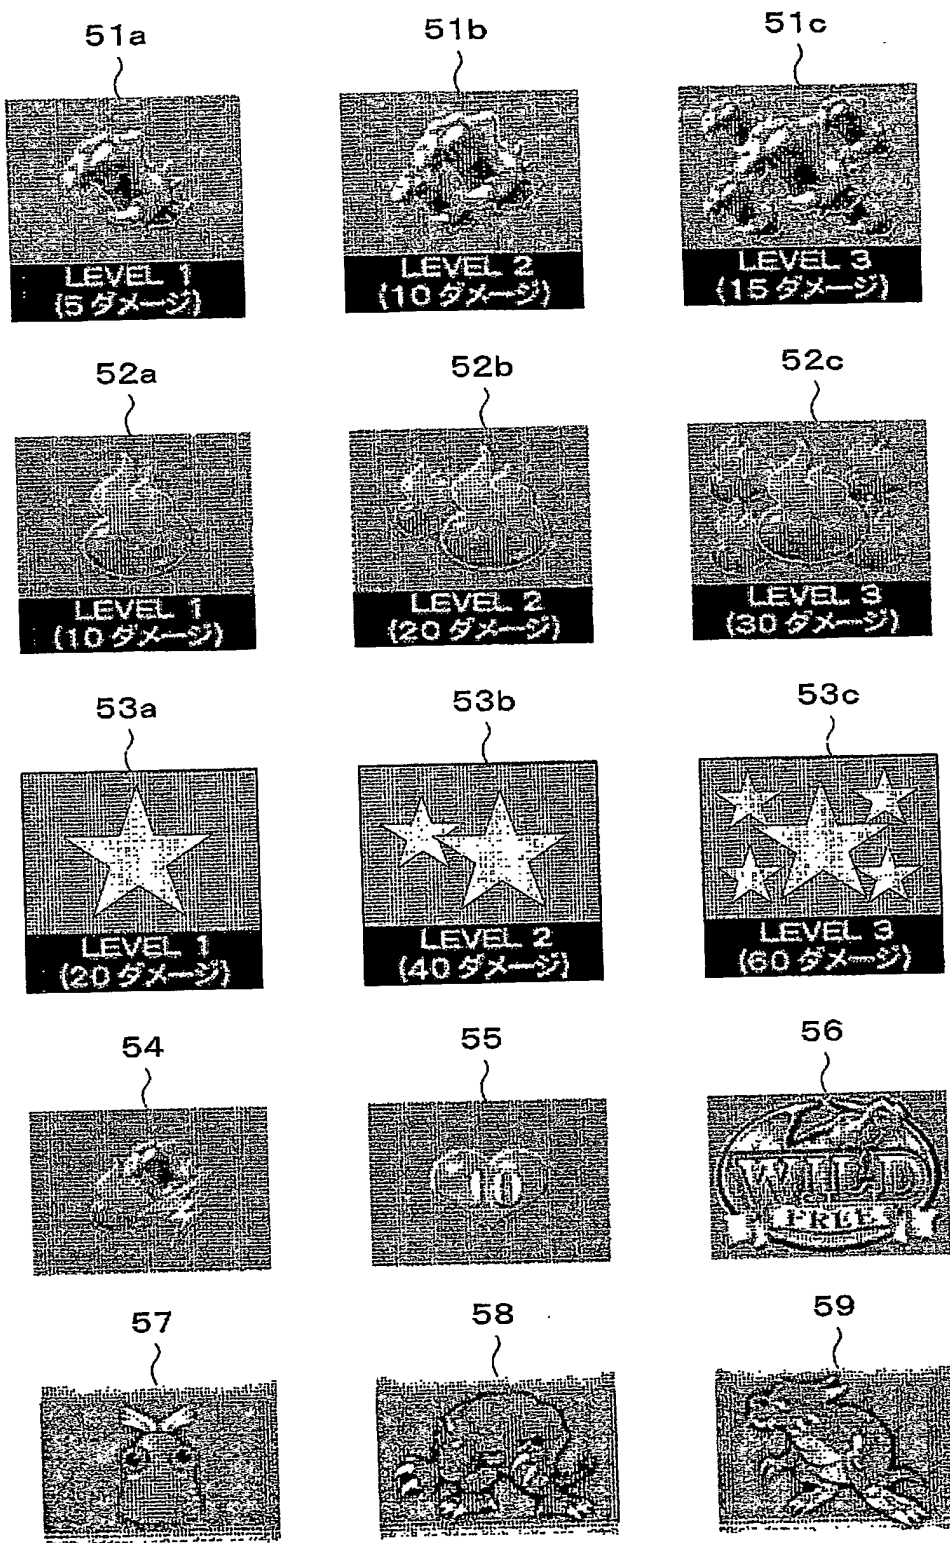 51a 51b 51c
LEVEL 1 LEVEL 2 LEVEL 3
(5 ダメージ) (10 ダメージ) (15 ダメージ)
52a 52b 52c
LEVEL 1 LEVEL 2 LEVEL 3
(10 ダメージ) (20 ダメージ) (30 ダメージ)
53a 53b 53c
LEVEL 1 LEVEL 2 LEVEL 3
(20 ダメージ) (40 ダメージ) (60 ダメージ)
54 55 56
10 WILD
FREE
57 58 59